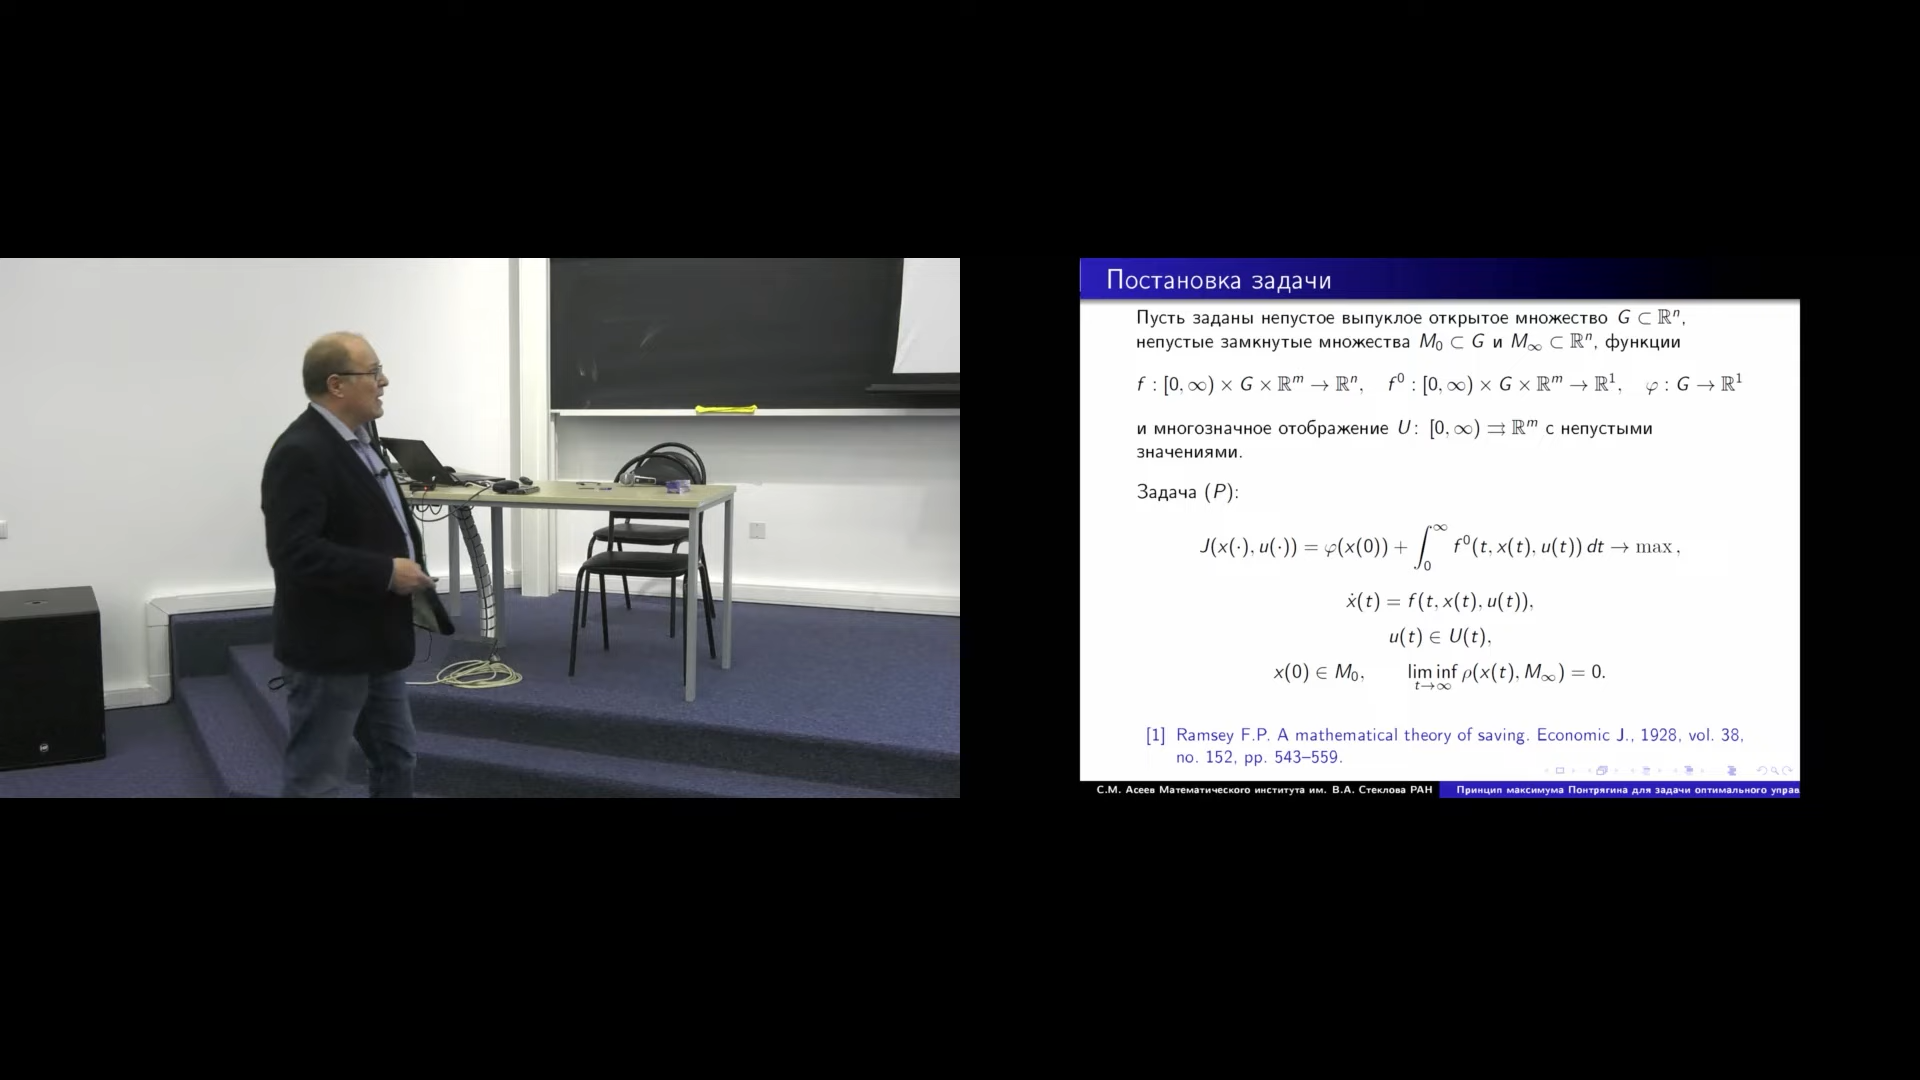 Постановка задачи
Пусть заданы непустое выпуклое открытое множество G ⊂ ℝⁿ,
непустые замкнутые множества M₀ ⊂ G и M∞ ⊂ ℝⁿ, функции
f : [0, ∞) × G × ℝᵐ → ℝⁿ, f⁰ : [0, ∞) × G × ℝᵐ → ℝ¹, φ : G → ℝ¹
и многозначное отображение U : [0, ∞) ⇉ ℝᵐ с непустыми
значениями.
Задача (P):
J(x(·), u(·)) = φ(x(0)) + ∫₀^∞ f⁰(t, x(t), u(t)) dt → max,
ẋ(t) = f(t, x(t), u(t)),
u(t) ∈ U(t),
x(0) ∈ M₀, lim inf_{t→∞} ρ(x(t), M∞) = 0.
[1] Ramsey F.P. A mathematical theory of saving. Economic J., 1928, vol. 38,
no. 152, pp. 543–559.
С.М. Асеев Математического института им. В.А. Стеклова РАН Принцип максимума Понтрягина для задачи оптимального управ